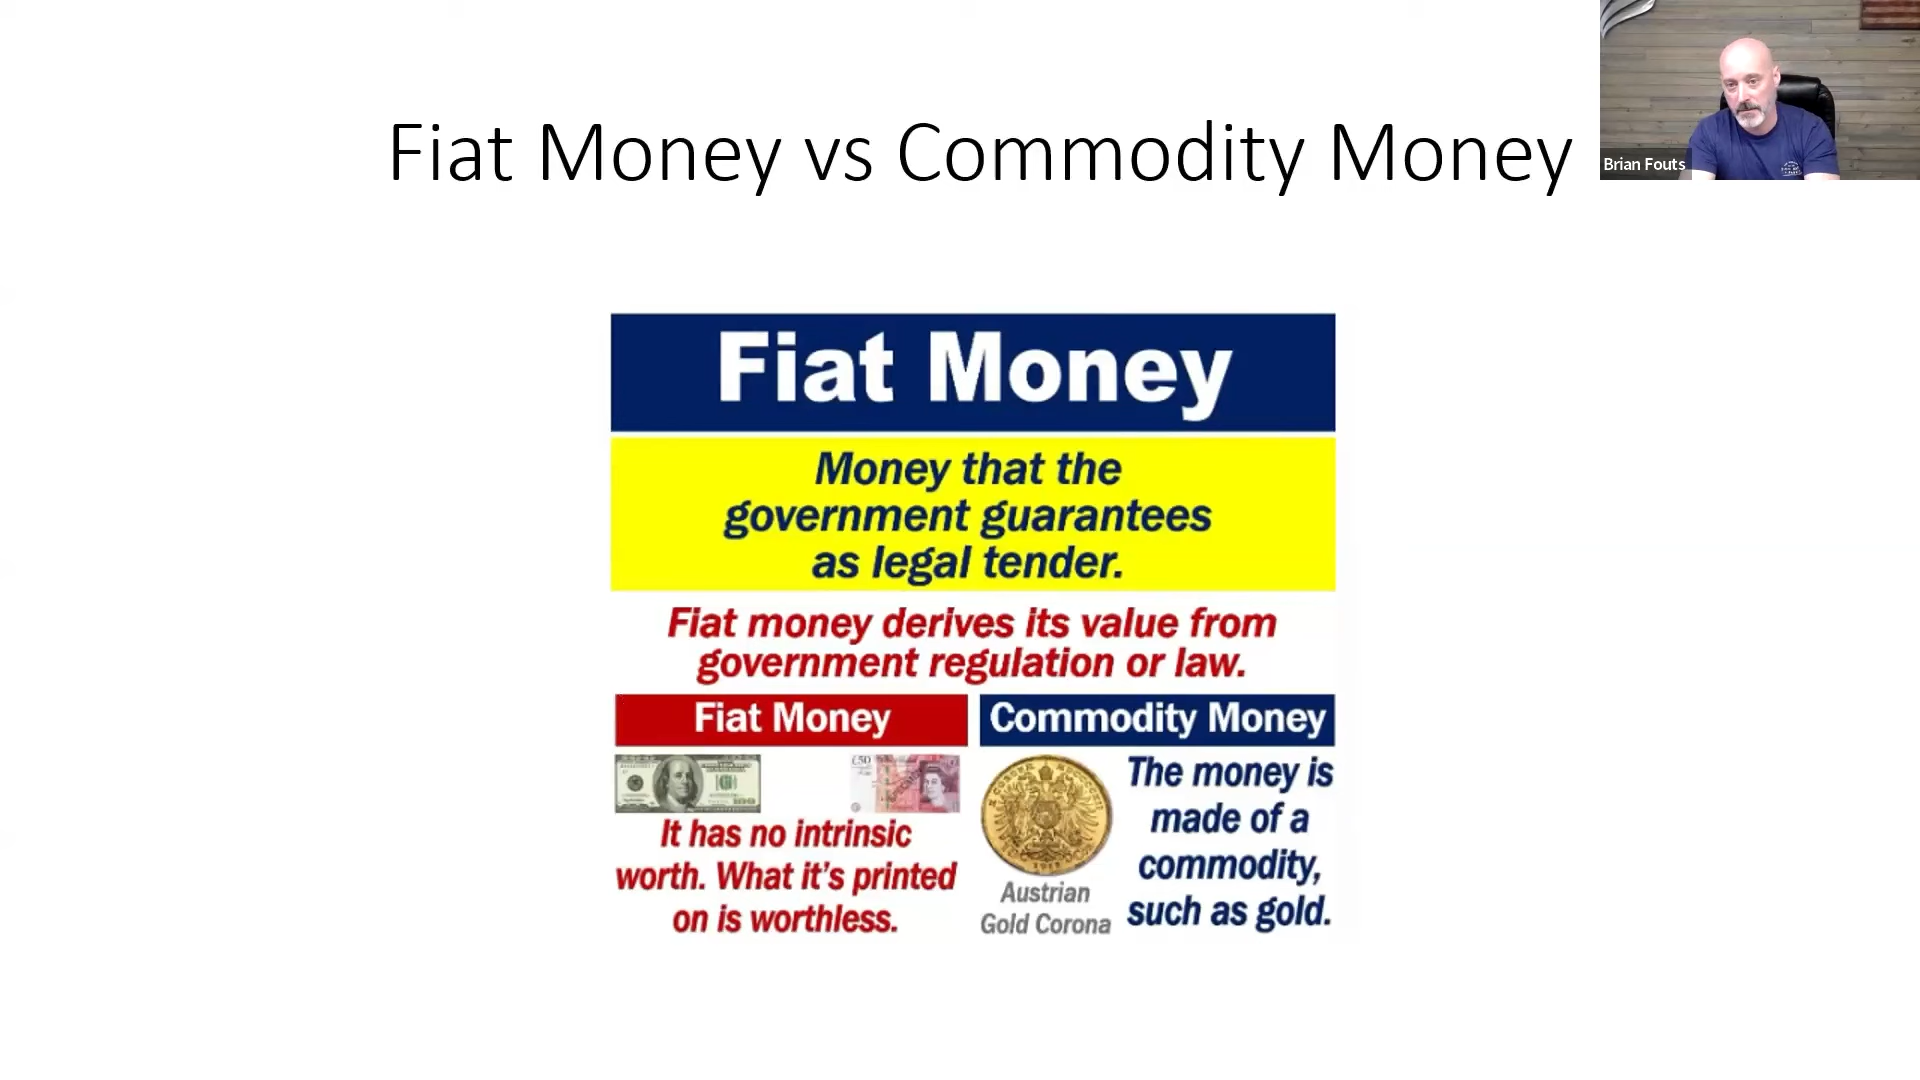 Fiat Money vs Commodity Money
Brian Fouts
Fiat Money
Money that the
government guarantees
as legal tender.
Fiat money derives its value from
government regulation or law.
Fiat Money
Commodity Money
£50
It has no intrinsic
worth. What it's printed
on is worthless.
Austrian
Gold Corona
The money is
made of a
commodity,
such as gold.